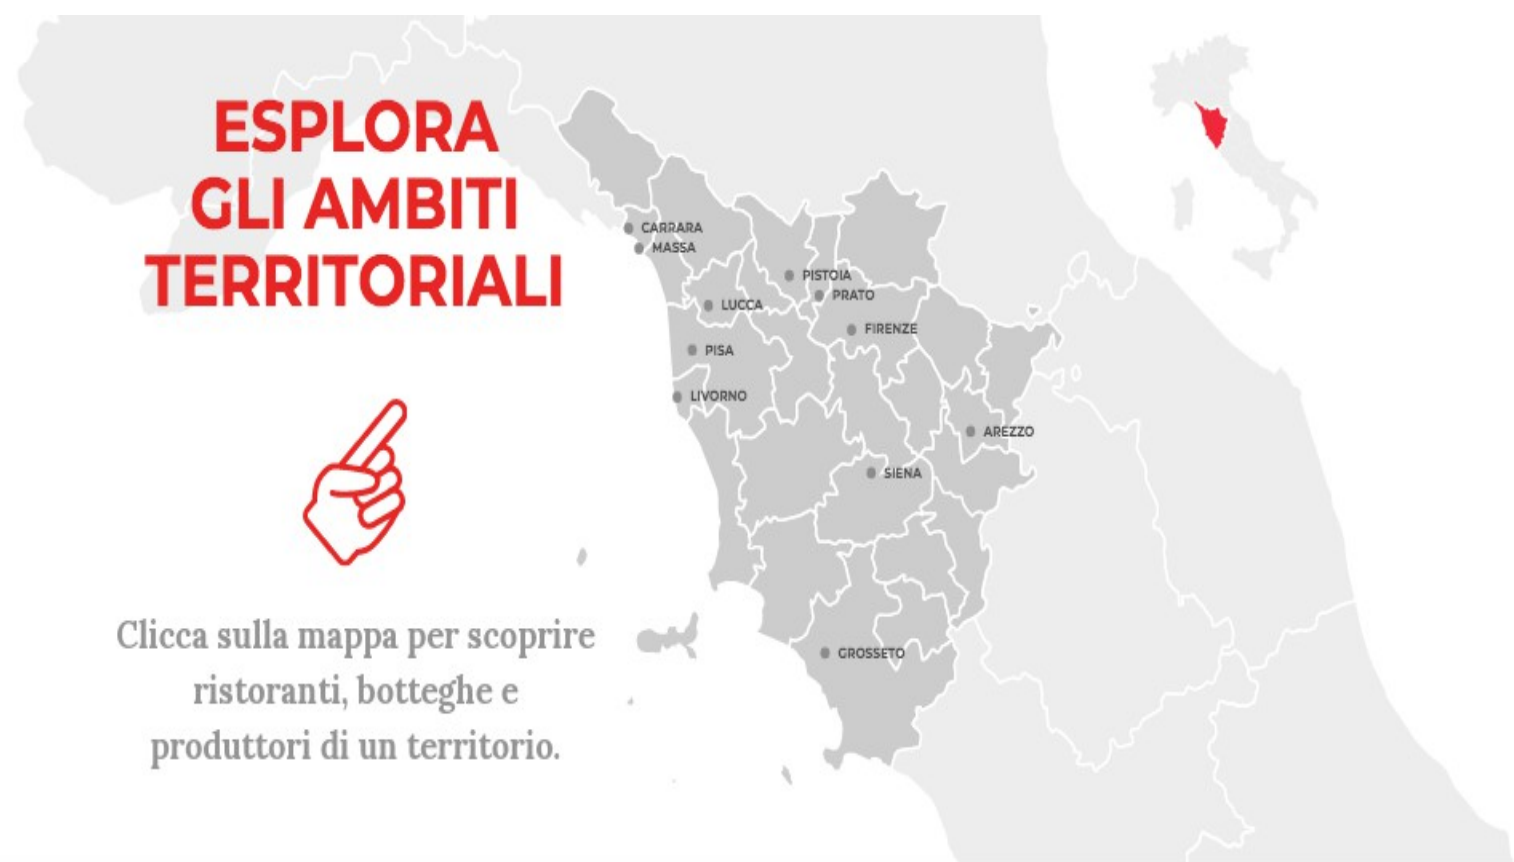 ESPLORA
GLI AMBITI
TERRITORIALI
Clicca sulla mappa per scoprire
ristoranti, botteghe e
produttori di un territorio.
CARRARA
MASSA
PISTOIA
PRATO
LUCCA
FIRENZE
PISA
LIVORNO
AREZZO
SIENA
GROSSETO